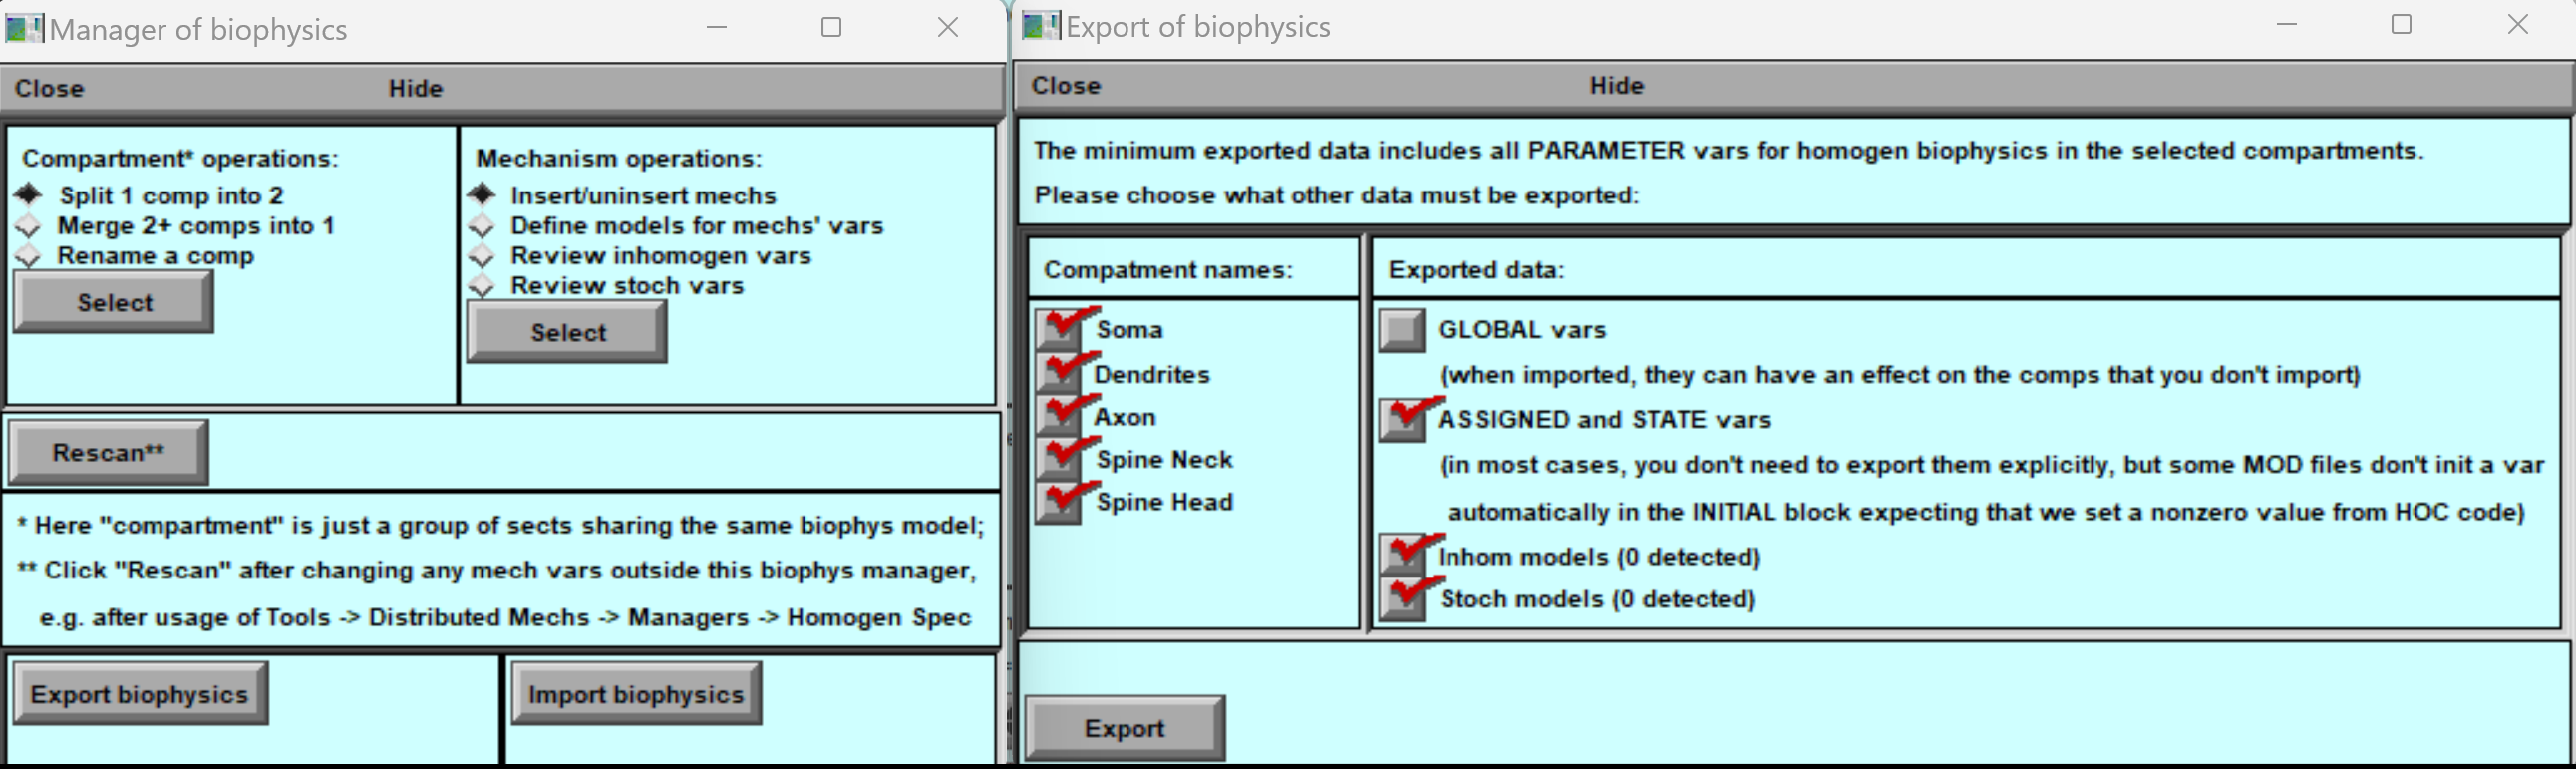 Manager of biophysics
Close Hide
Compartment* operations:
Split 1 comp into 2
Merge 2+ comps into 1
Rename a comp
Select
Mechanism operations:
Insert/uninsert mechs
Define models for mechs' vars
Review inhomogen vars
Review stoch vars
Select
Rescan**
* Here "compartment" is just a group of sects sharing the same biophys model;
** Click "Rescan" after changing any mech vars outside this biophys manager,
e.g. after usage of Tools -> Distributed Mechs -> Managers -> Homogen Spec
Export biophysics
Import biophysics
Export of biophysics
Close Hide
The minimum exported data includes all PARAMETER vars for homogen biophysics in the selected compartments.
Please choose what other data must be exported:
Compatment names:
Soma
Dendrites
Axon
Spine Neck
Spine Head
Exported data:
GLOBAL vars
(when imported, they can have an effect on the comps that you don't import)
ASSIGNED and STATE vars
(in most cases, you don't need to export them explicitly, but some MOD files don't init a var
automatically in the INITIAL block expecting that we set a nonzero value from HOC code)
Inhom models (0 detected)
Stoch models (0 detected)
Export